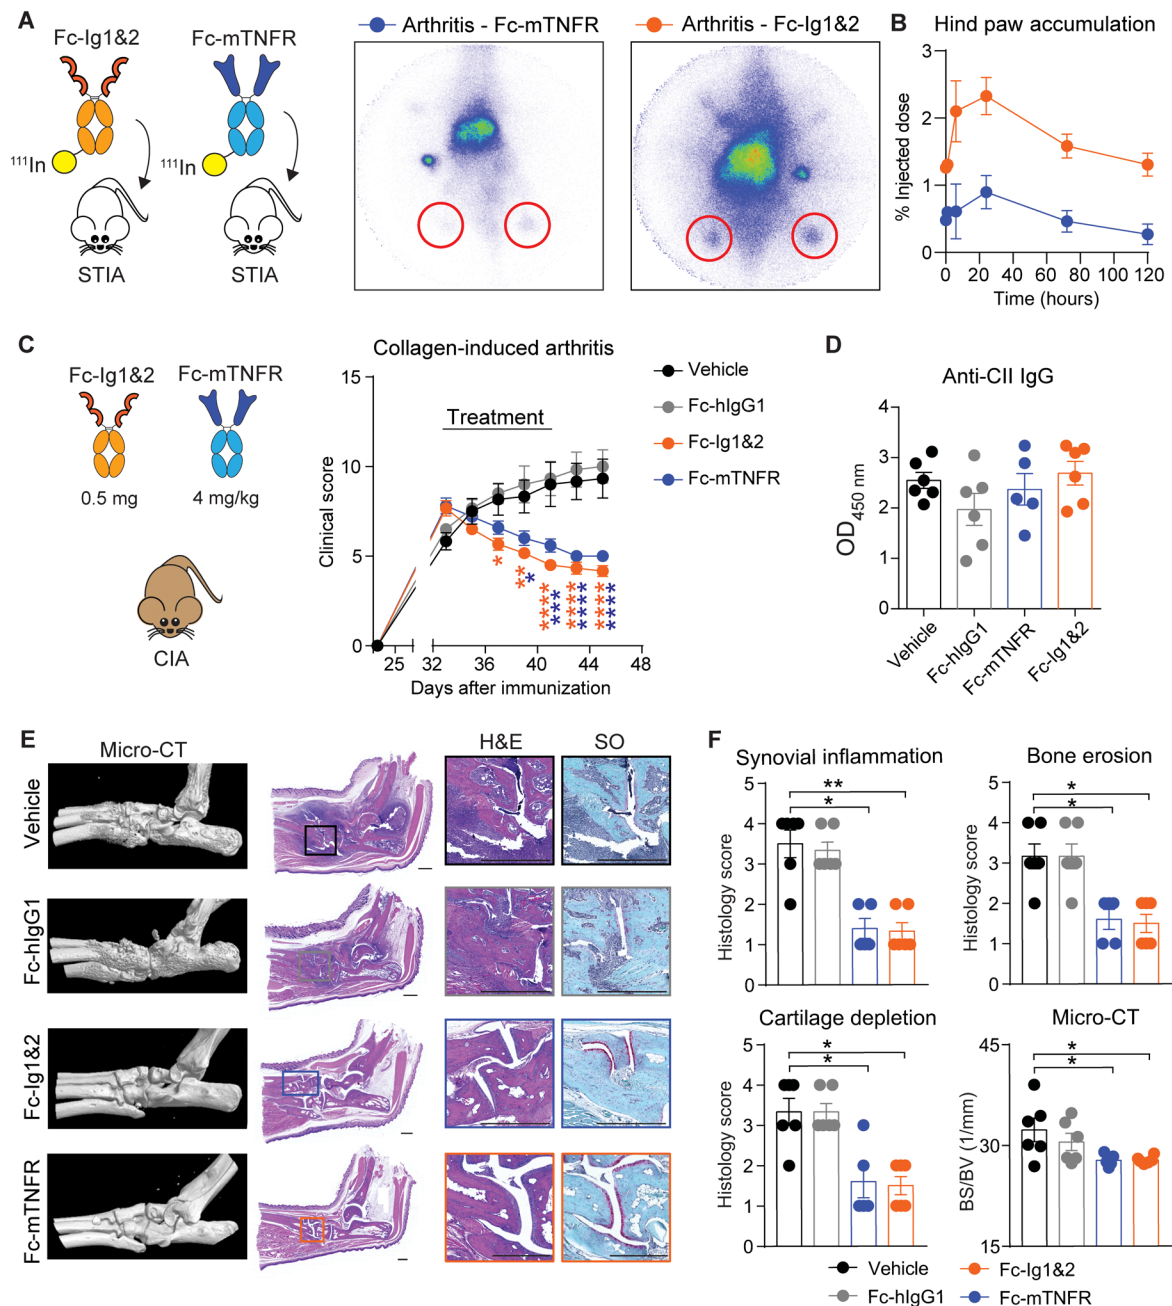 A
Fc-Ig1&2
Fc-mTNFR
111In
111In
STIA
STIA
Arthritis - Fc-mTNFR
Arthritis - Fc-Ig1&2
B
Hind paw accumulation
% Injected dose
3
2
1
0
0 20 40 60 80 100 120
Time (hours)
C
Fc-Ig1&2
Fc-mTNFR
0.5 mg
4 mg/kg
CIA
Collagen-induced arthritis
Treatment
Clinical score
15
10
5
0
25 32 36 40 44 48
Days after immunization
Vehicle
Fc-hIgG1
Fc-Ig1&2
Fc-mTNFR
*
**
*
****
***
****
****
****
****
D
Anti-CII IgG
OD450 nm
4
3
2
1
0
Vehicle
Fc-hIgG1
Fc-mTNFR
Fc-Ig1&2
E
Micro-CT
H&E
SO
Vehicle
Fc-hIgG1
Fc-Ig1&2
Fc-mTNFR
F
Synovial inflammation
Histology score
5
4
3
2
1
0
**
*
Bone erosion
Histology score
5
4
3
2
1
0
*
*
Cartilage depletion
Histology score
5
4
3
2
1
0
*
*
Micro-CT
BS/BV (1/mm)
45
30
15
*
*
Vehicle
Fc-Ig1&2
Fc-hIgG1
Fc-mTNFR